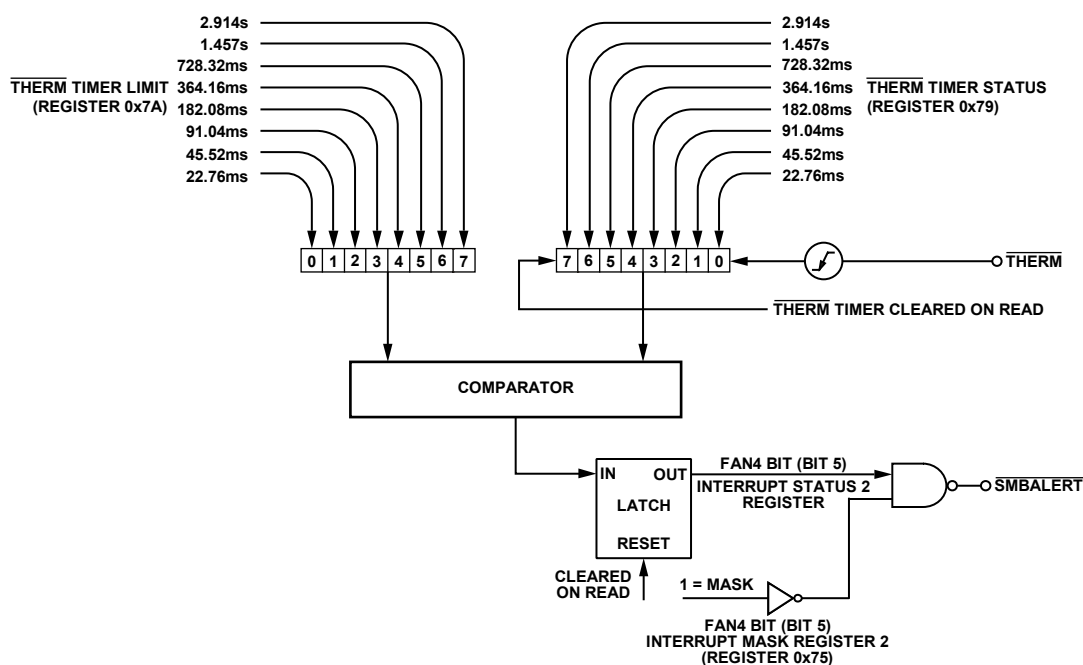 2.914s
1.457s
728.32ms
364.16ms
182.08ms
91.04ms
45.52ms
22.76ms
THERM TIMER LIMIT
(REGISTER 0x7A)
0 1 2 3 4 5 6 7
2.914s
1.457s
728.32ms
364.16ms
182.08ms
91.04ms
45.52ms
22.76ms
THERM TIMER STATUS
(REGISTER 0x79)
7 6 5 4 3 2 1 0
THERM
THERM TIMER CLEARED ON READ
COMPARATOR
IN OUT
LATCH
RESET
CLEARED
ON READ
FAN4 BIT (BIT 5)
INTERRUPT STATUS 2
REGISTER
SMBALERT
1 = MASK
FAN4 BIT (BIT 5)
INTERRUPT MASK REGISTER 2
(REGISTER 0x75)